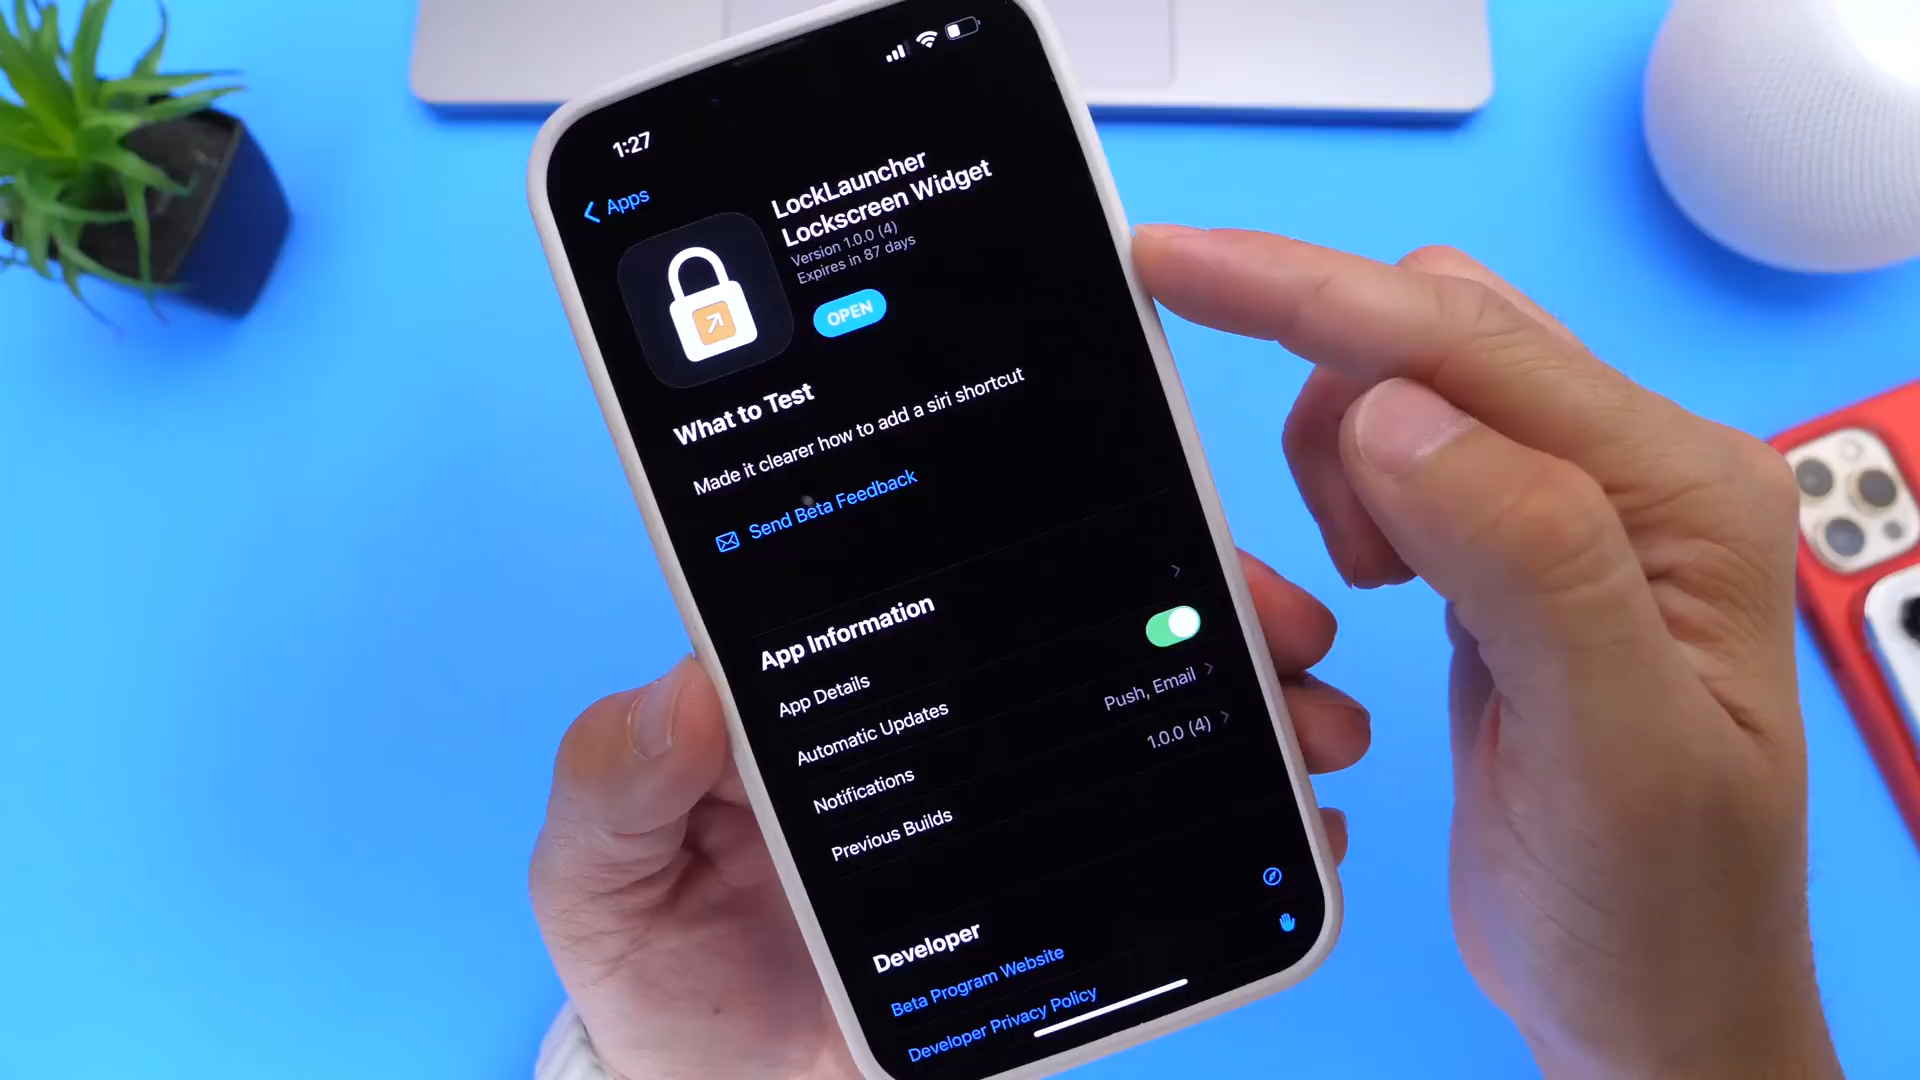 1:27
Apps
LockLauncher
Lockscreen Widget
Version 1.0.0 (4)
Expires in 87 days
OPEN
What to Test
Made it clearer how to add a siri shortcut
Send Beta Feedback
App Information
App Details
Automatic Updates
Notifications
Push, Email
Previous Builds
1.0.0 (4)
Developer
Beta Program Website
Developer Privacy Policy